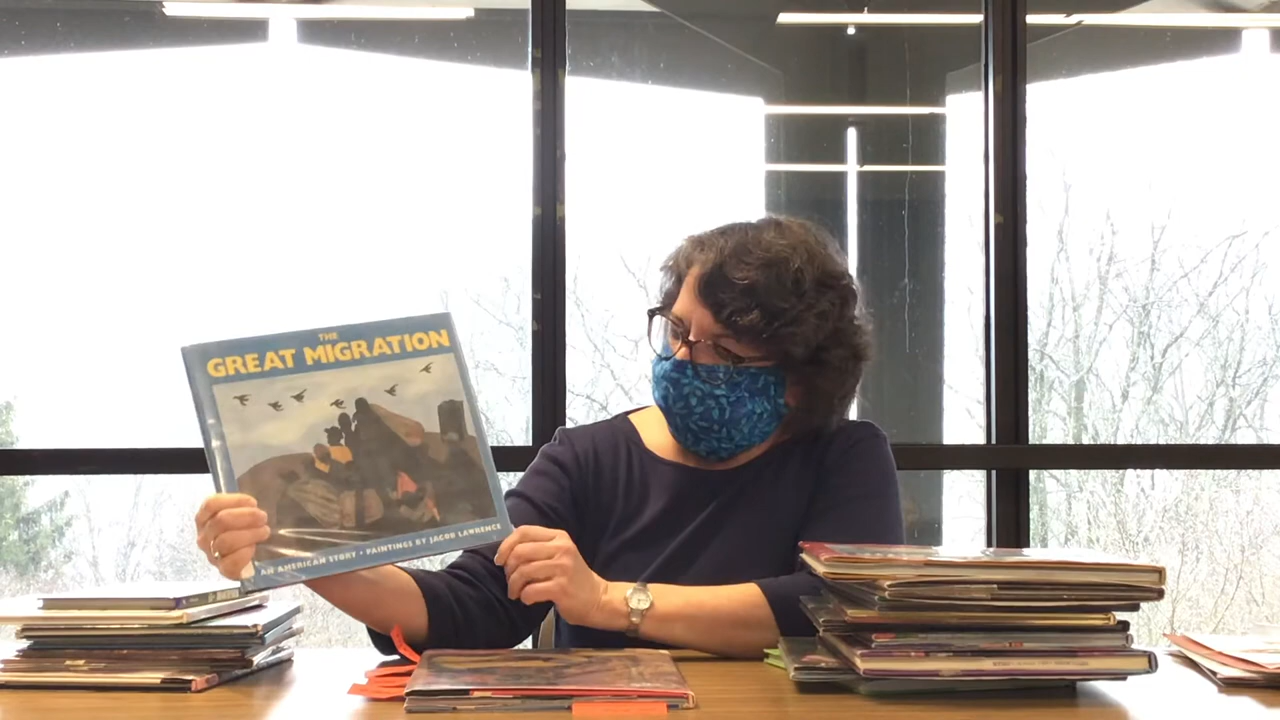 THE
GREAT MIGRATION
AN AMERICAN STORY • PAINTINGS BY JACOB LAWRENCE